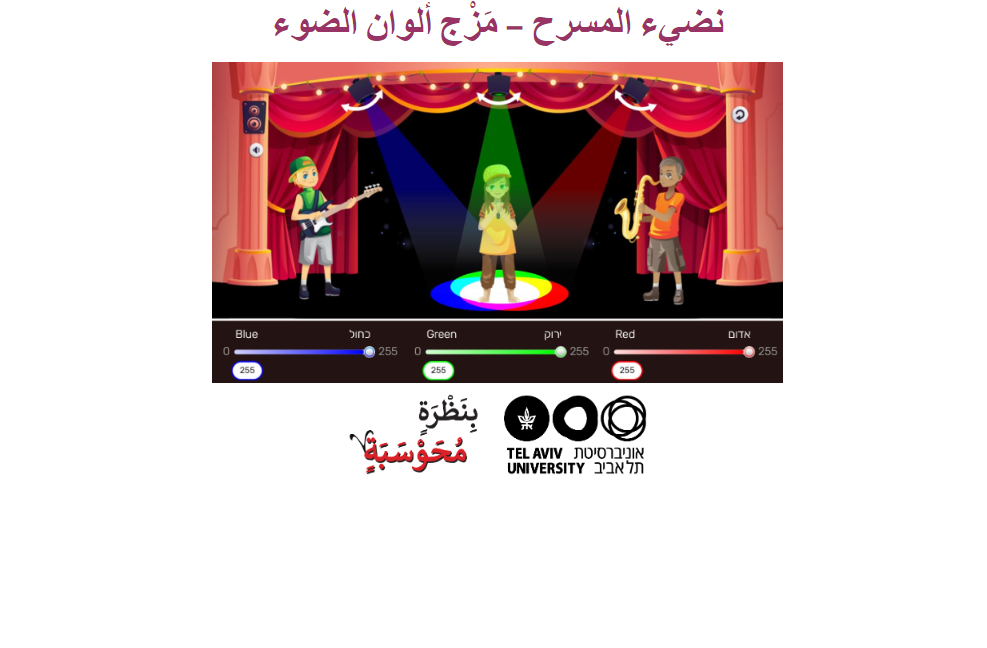 نضيء المسرح – مَزْج ألوان الضوء
Blue כחול Green ירוק Red אדום
0 255 0 255 0 255
255 255 255
بِنَظْرَةٍ
مُحَوْسَبَةٍ
TEL AVIV אוניברסיטת
UNIVERSITY תל אביב